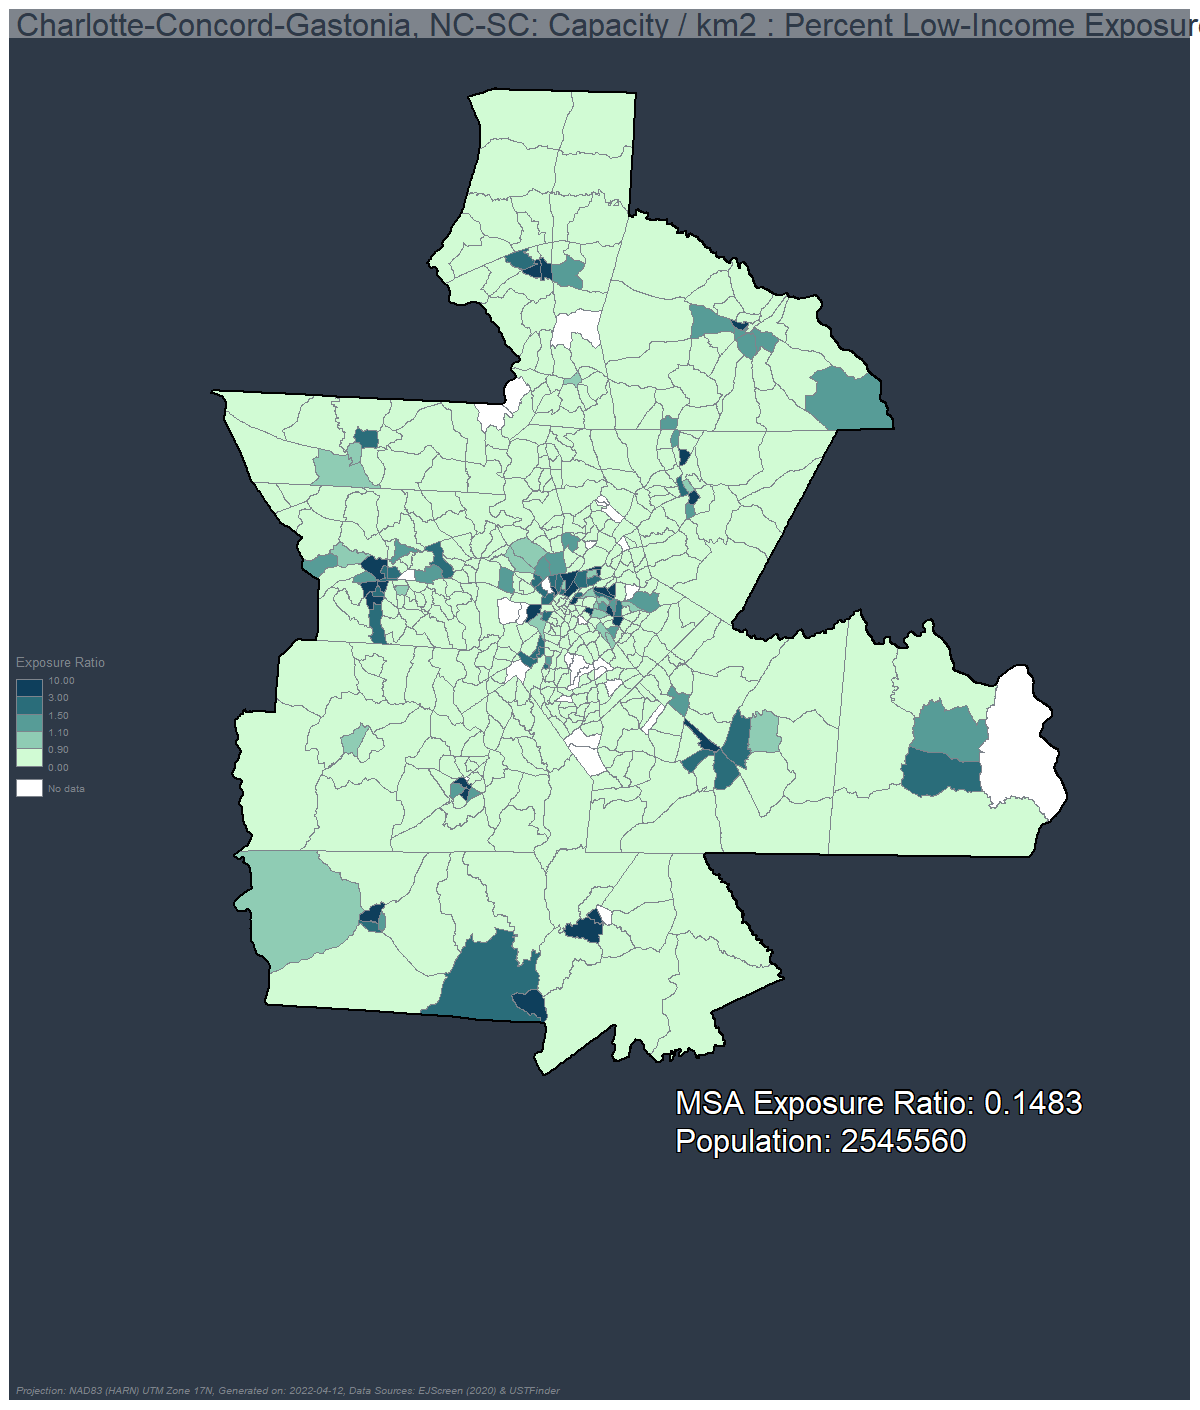 Charlotte-Concord-Gastonia, NC-SC: Capacity / km2 : Percent Low-Income Exposur
Exposure Ratio
10.00
3.00
1.50
1.10
0.90
0.00
No data
MSA Exposure Ratio: 0.1483
Population: 2545560
Projection: NAD83 (HARN) UTM Zone 17N, Generated on: 2022-04-12, Data Sources: EJScreen (2020) & USTFinder